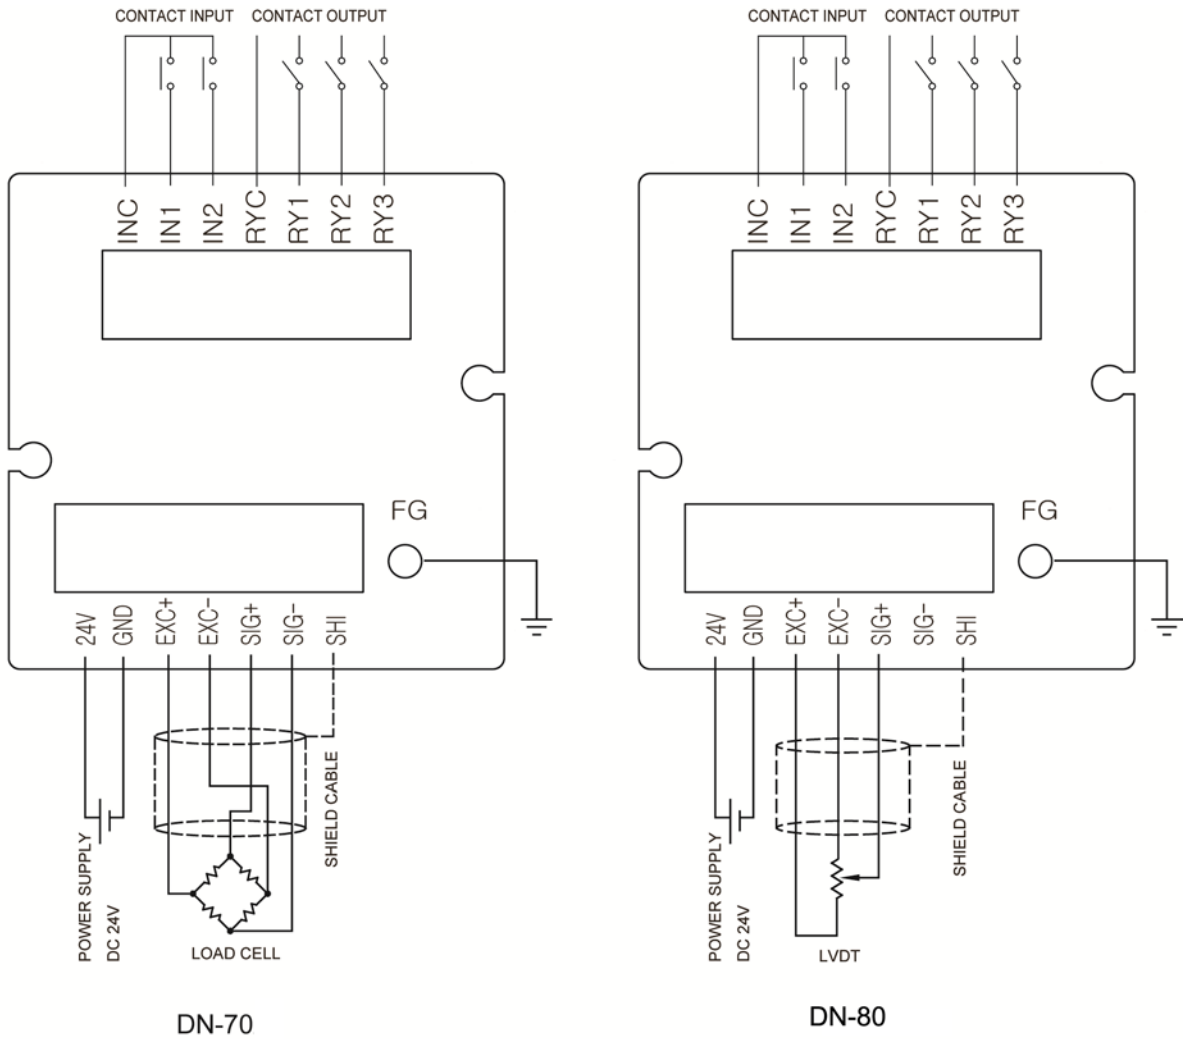 CONTACT INPUT CONTACT OUTPUT
INC IN1 IN2 RYC RY1 RY2 RY3
FG
24V GND EXC+ EXC- SIG+ SIG- SHI
SHIELD CABLE
POWER SUPPLY
DC 24V
LOAD CELL
DN-70
CONTACT INPUT CONTACT OUTPUT
INC IN1 IN2 RYC RY1 RY2 RY3
FG
24V GND EXC+ EXC- SIG+ SIG- SHI
SHIELD CABLE
POWER SUPPLY
DC 24V
LVDT
DN-80